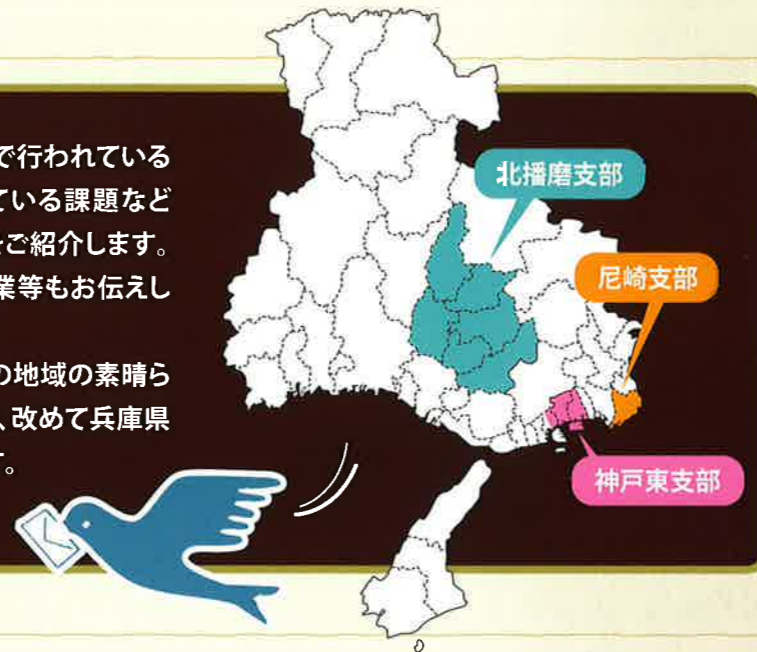 で行われている
ている課題など
をご紹介します。
業等もお伝えし
の地域の素晴ら
、改めて兵庫県
す。
北播磨支部
尼崎支部
神戸東支部